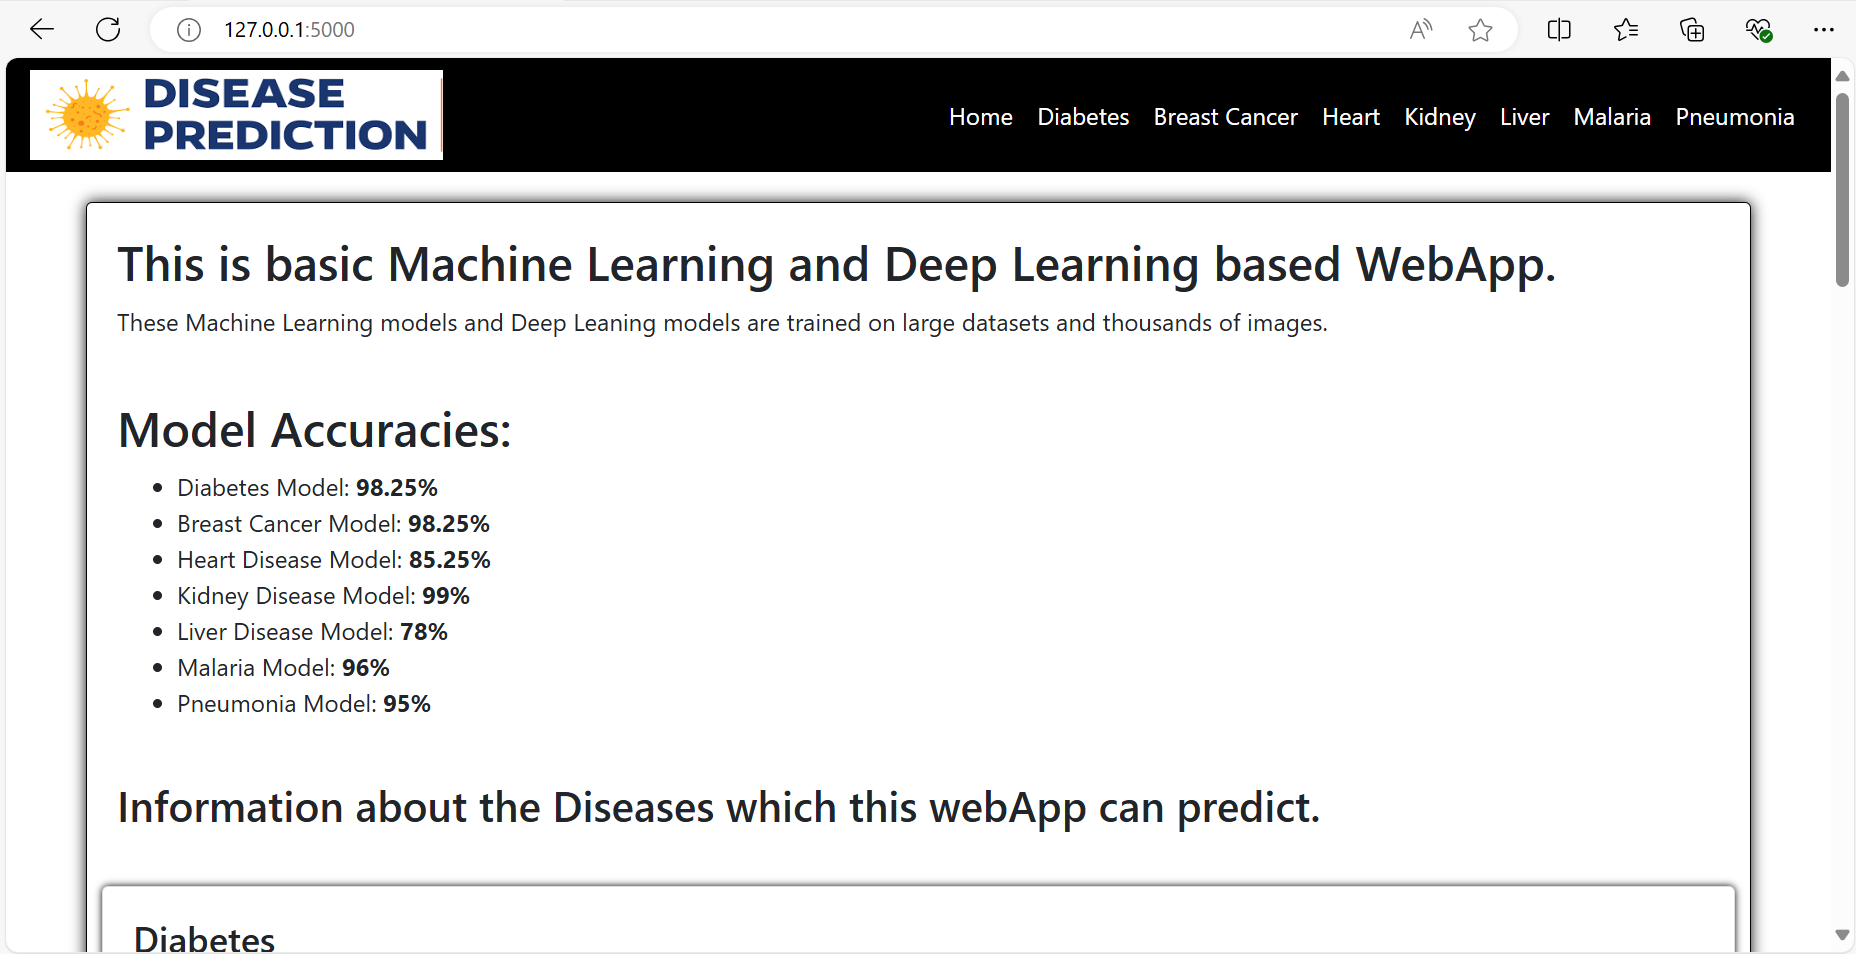 127.0.0.1:5000
DISEASE
PREDICTION
Home Diabetes Breast Cancer Heart Kidney Liver Malaria Pneumonia
This is basic Machine Learning and Deep Learning based WebApp.
These Machine Learning models and Deep Leaning models are trained on large datasets and thousands of images.
Model Accuracies:
Diabetes Model: 98.25%
Breast Cancer Model: 98.25%
Heart Disease Model: 85.25%
Kidney Disease Model: 99%
Liver Disease Model: 78%
Malaria Model: 96%
Pneumonia Model: 95%
Information about the Diseases which this webApp can predict.
Diabetes